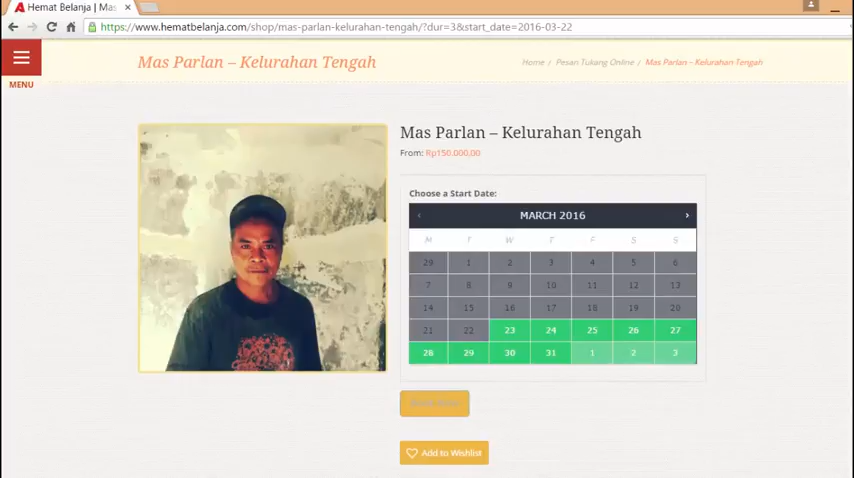 Hemat Belanja | Mas
https://www.hematbelanja.com/shop/mas-parlan-kelurahan-tengah/?dur=3&start_date=2016-03-22
MENU
Mas Parlan – Kelurahan Tengah
Home / Pesan Tukang Online / Mas Parlan – Kelurahan Tengah
Mas Parlan – Kelurahan Tengah
From: Rp150.000,00
Choose a Start Date:
‹ MARCH 2016 ›
M T W T F S S
29 1 2 3 4 5 6
7 8 9 10 11 12 13
14 15 16 17 18 19 20
21 22 23 24 25 26 27
28 29 30 31 1 2 3
Add to Wishlist